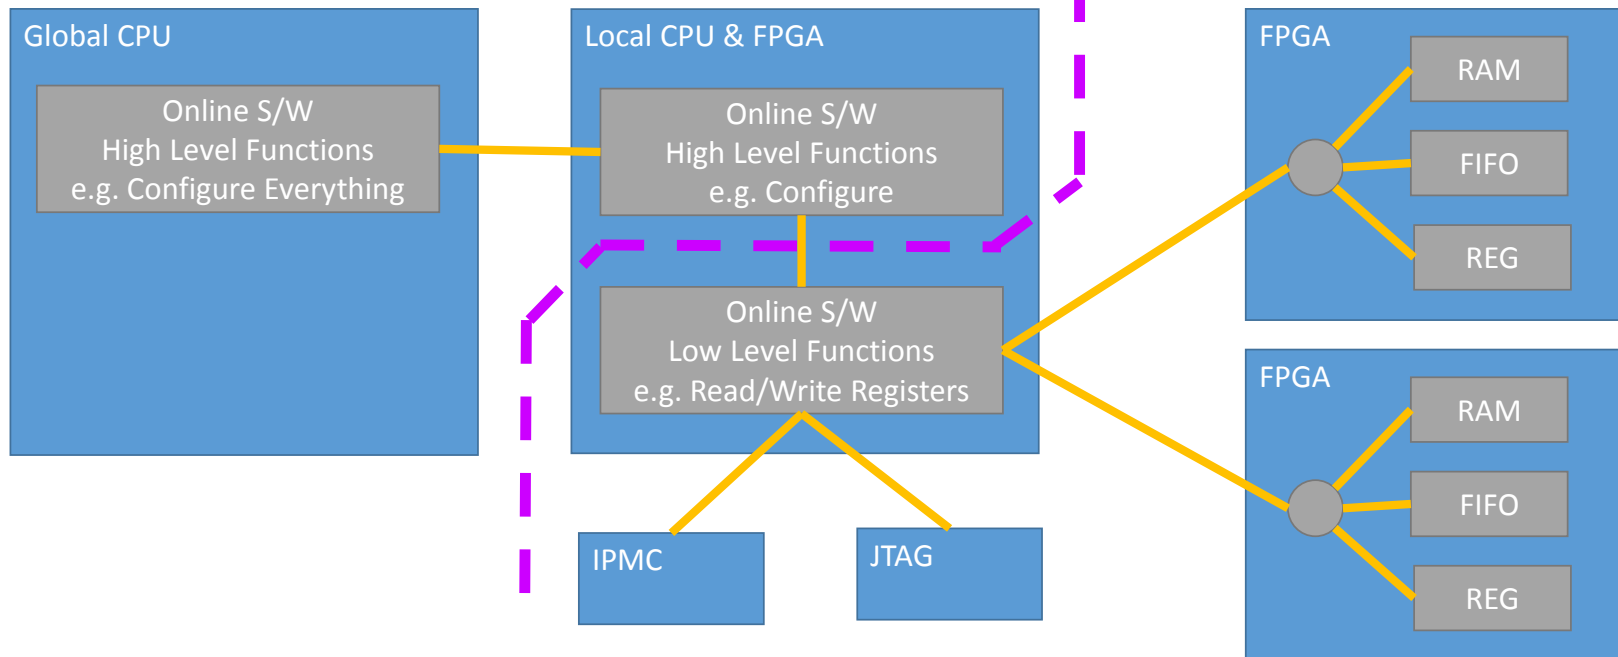 Global CPU
Online S/W
High Level Functions
e.g. Configure Everything
Local CPU & FPGA
Online S/W
High Level Functions
e.g. Configure
Online S/W
Low Level Functions
e.g. Read/Write Registers
IPMC
JTAG
FPGA
RAM
FIFO
REG
FPGA
RAM
FIFO
REG